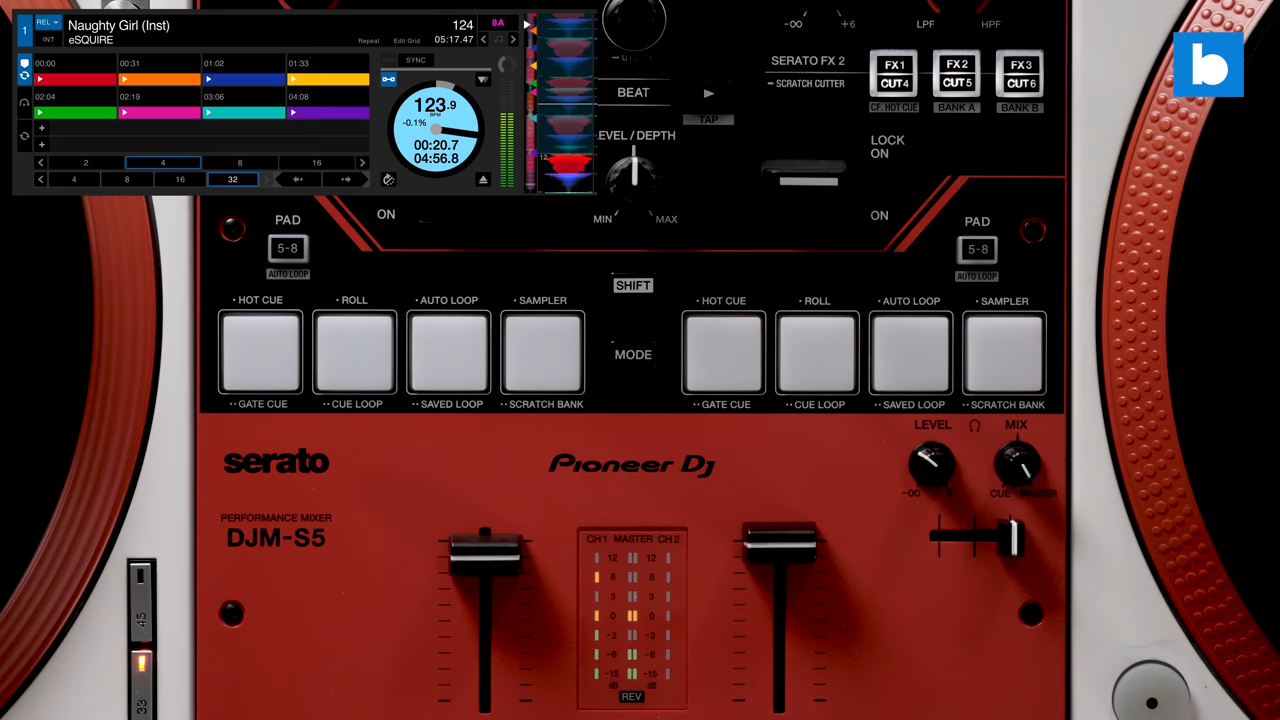 1
REL
INT
Naughty Girl (Inst)
eSQUIRE
Repeat
Edit Grid
124
05:17.47
8A
00:00
00:31
01:02
01:33
02:04
02:19
03:06
04:08
2
4
8
16
4
8
16
32
SYNC
123.9
BPM
-0.1%
00:20.7
04:56.8
12
b
-∞
+6
LPF
HPF
BEAT
TAP
LEVEL / DEPTH
MIN
MAX
SERATO FX 2
SCRATCH CUTTER
FX1
CUT4
FX2
CUT5
FX3
CUT6
CF. HOT CUE
BANK A
BANK B
LOCK
ON
ON
ON
PAD
5-8
AUTO LOOP
PAD
5-8
AUTO LOOP
SHIFT
MODE
HOT CUE
ROLL
AUTO LOOP
SAMPLER
HOT CUE
ROLL
AUTO LOOP
SAMPLER
GATE CUE
CUE LOOP
SAVED LOOP
SCRATCH BANK
GATE CUE
CUE LOOP
SAVED LOOP
SCRATCH BANK
serato
Pioneer Dj
PERFORMANCE MIXER
DJM-S5
LEVEL
MIX
-∞
CUE
MASTER
CH 1 MASTER CH 2
12 12
6 6
3 3
0 0
-3 -3
-6 -6
-15 -15
dB dB
REV
45
33